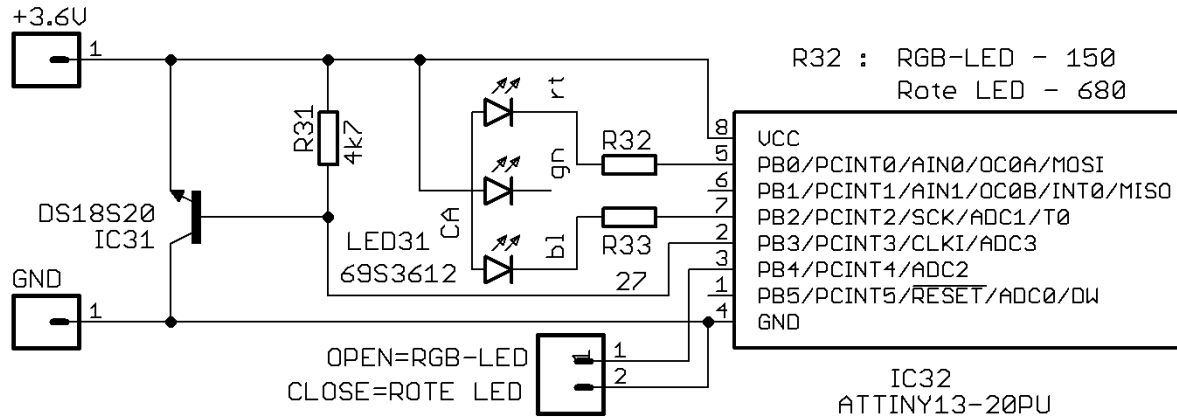 +3.6V
1
R31
4k7
DS18S20
IC31
GND
1
rt
gn
bl
CA
LED31
69S3612
R32
R33
27
R32 : RGB-LED - 150
Rote LED - 680
8 VCC
5 PB0/PCINT0/AIN0/OC0A/MOSI
6 PB1/PCINT1/AIN1/OC0B/INT0/MISO
7 PB2/PCINT2/SCK/ADC1/T0
2 PB3/PCINT3/CLKI/ADC3
3 PB4/PCINT4/ADC2
1 PB5/PCINT5/RESET/ADC0/DW
4 GND
IC32
ATTINY13-20PU
OPEN=RGB-LED
CLOSE=ROTE LED
1
1
2